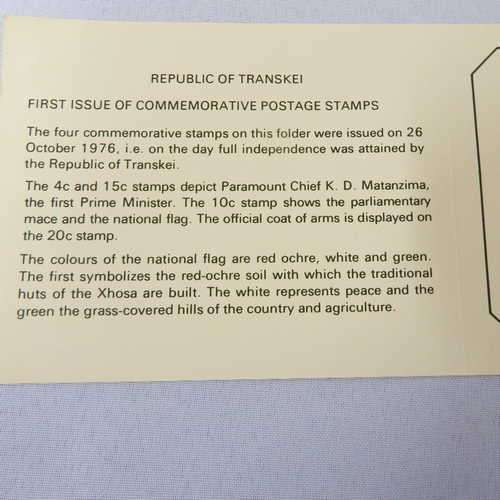 REPUBLIC OF TRANSKEI
FIRST ISSUE OF COMMEMORATIVE POSTAGE STAMPS
The four commemorative stamps on this folder were issued on 26
October 1976, i.e. on the day full independence was attained by
the Republic of Transkei.
The 4c and 15c stamps depict Paramount Chief K. D. Matanzima,
the first Prime Minister. The 10c stamp shows the parliamentary
mace and the national flag. The official coat of arms is displayed on
the 20c stamp.
The colours of the national flag are red ochre, white and green.
The first symbolizes the red-ochre soil with which the traditional
huts of the Xhosa are built. The white represents peace and the
green the grass-covered hills of the country and agriculture.